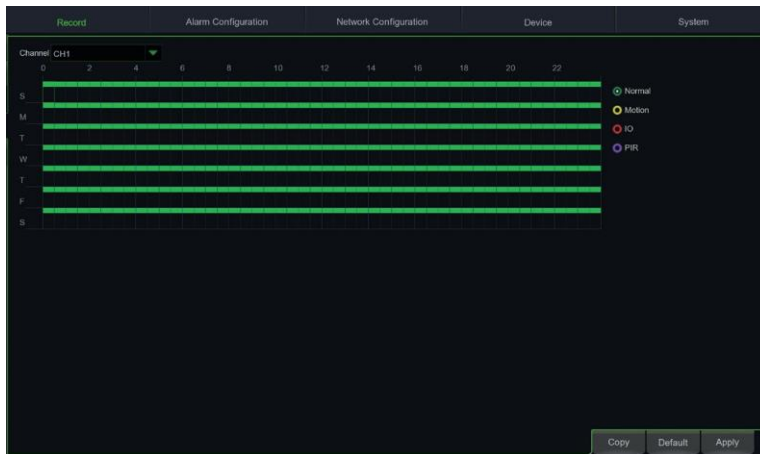 Record Alarm Configuration Network Configuration Device System
Channel CH1
0 2 4 6 8 10 12 14 16 18 20 22
S
Normal
M
Motion
T
IO
W
PIR
T
F
S
Copy Default Apply